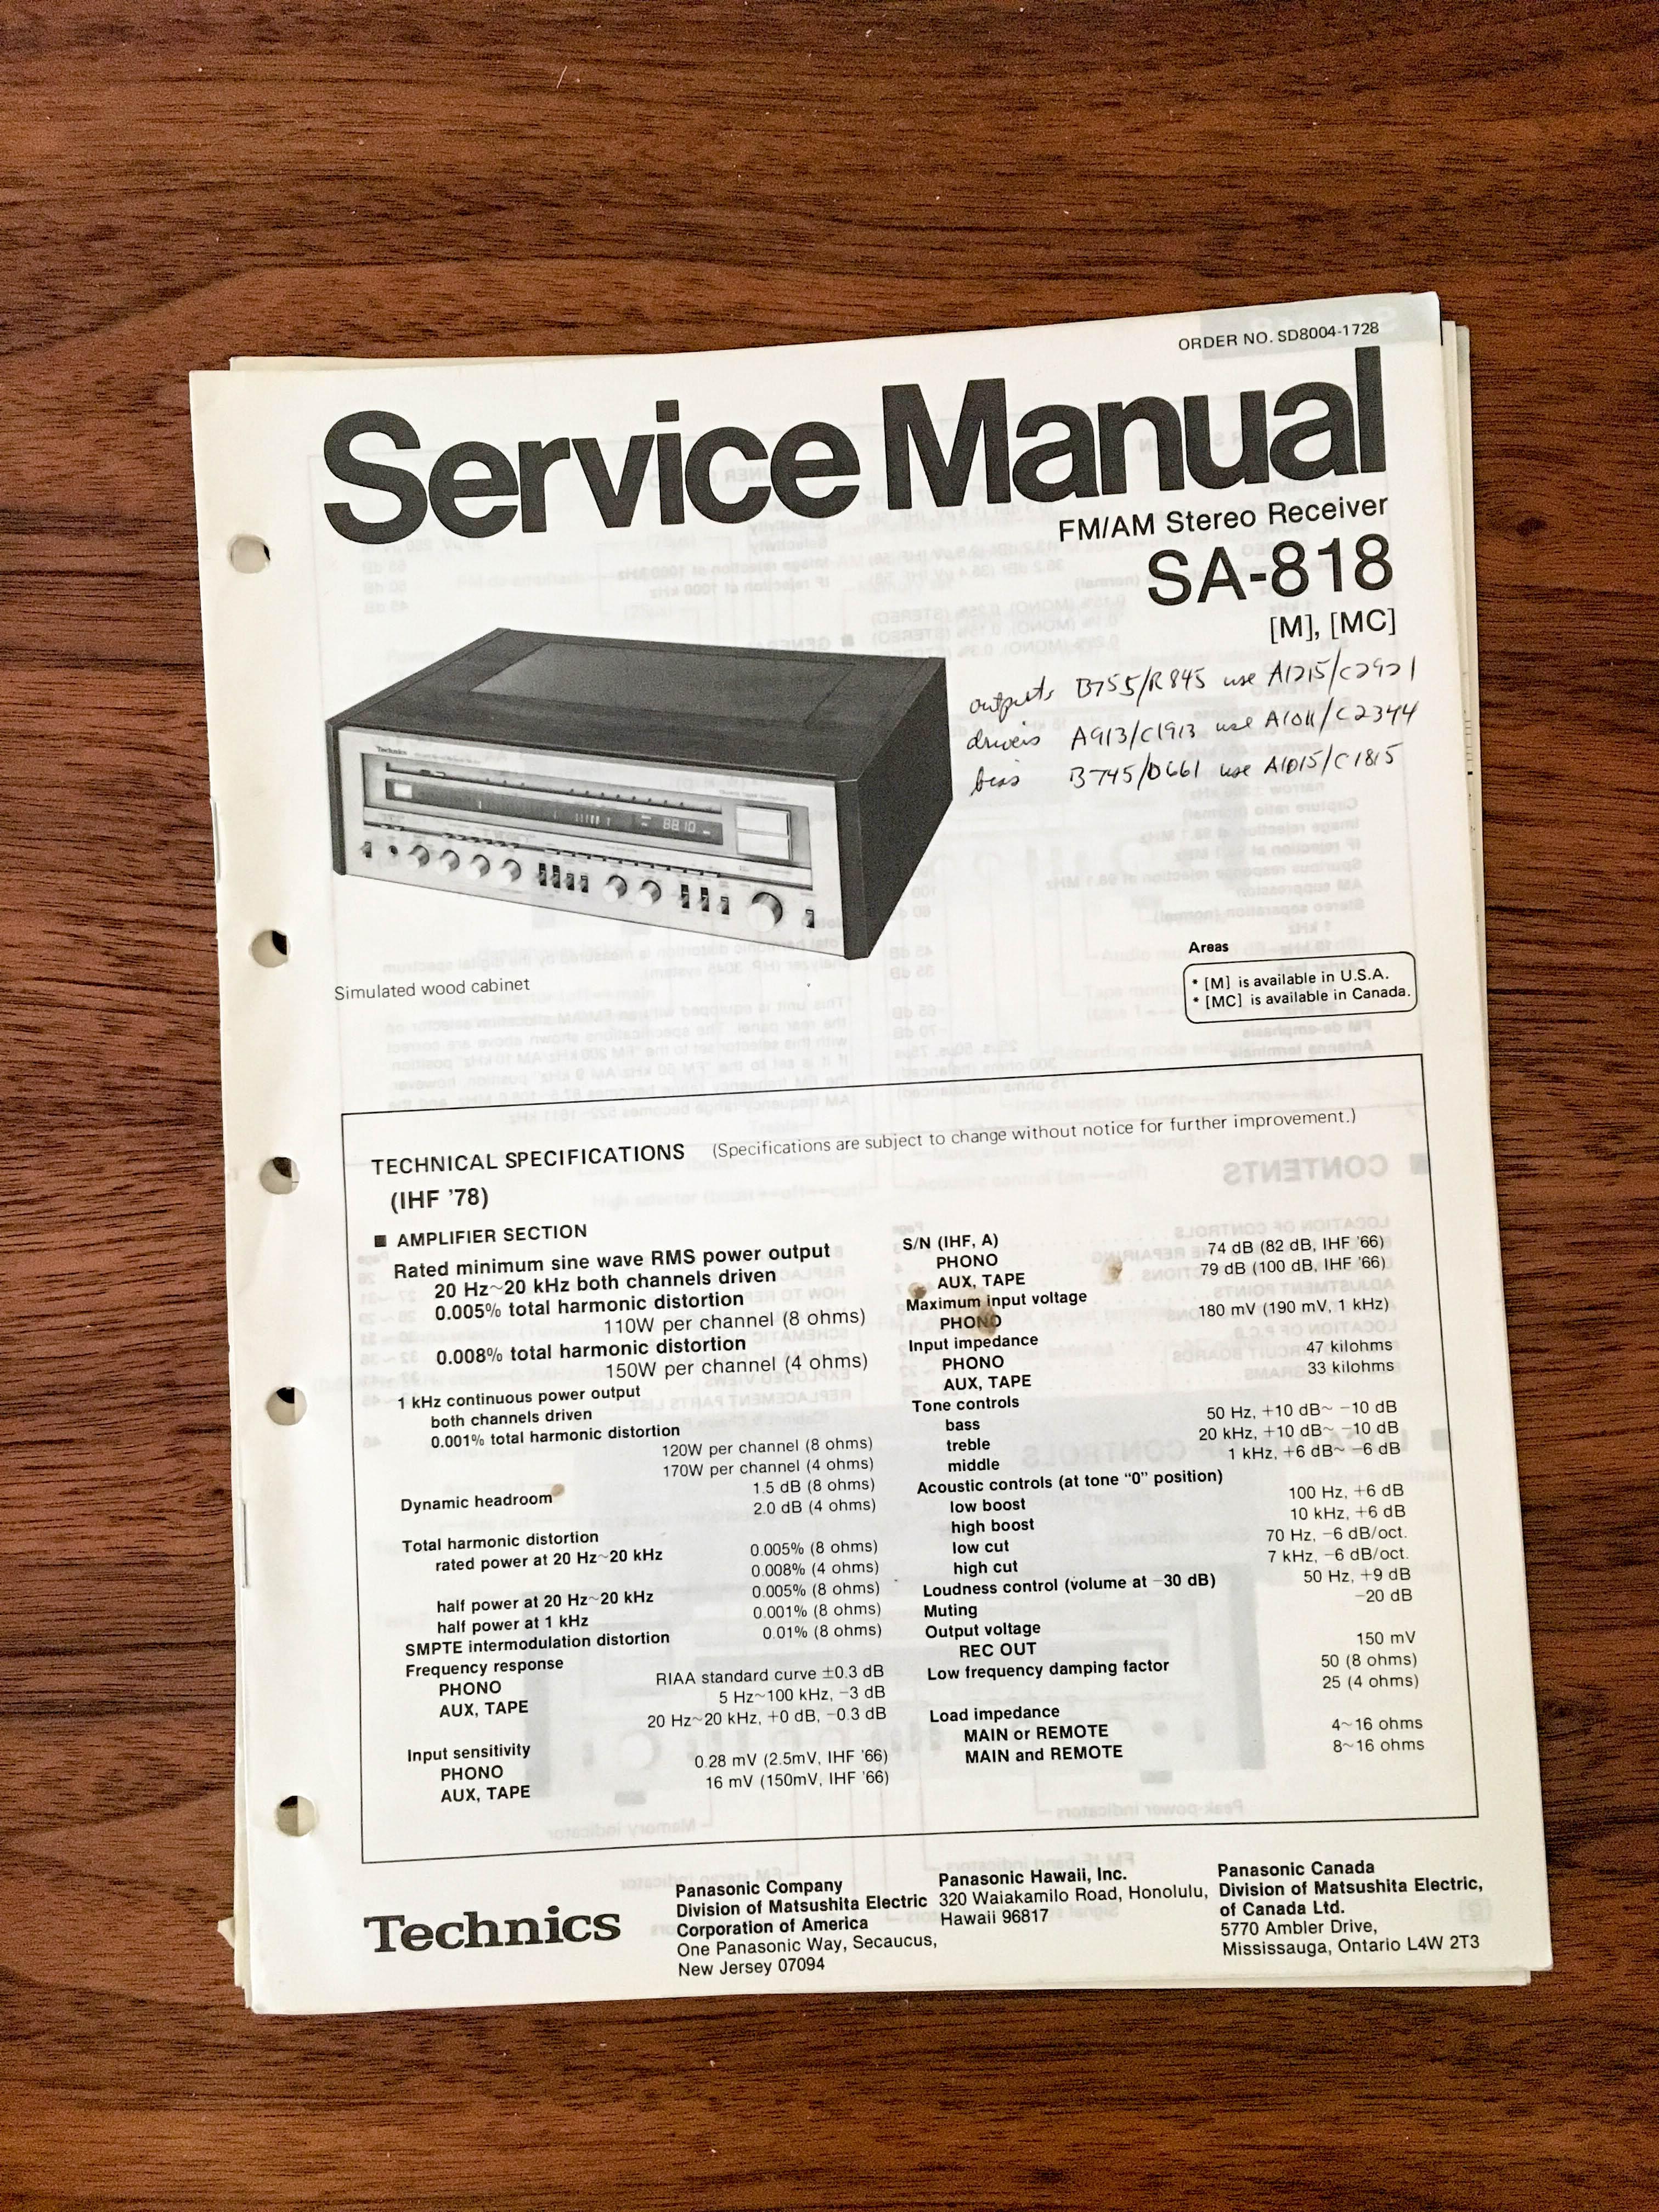 ORDER NO. SD8004-1728
Service Manual
FM/AM Stereo Receiver
SA-818
[M], [MC]
outputs B755/R845 use A1215/C2921
drivers A913/C1913 use A1011/C2344
bias B745/D661 use A1015/C1815
Technics
88.10
Simulated wood cabinet
Areas
* [M] is available in U.S.A.
* [MC] is available in Canada.
TECHNICAL SPECIFICATIONS (Specifications are subject to change without notice for further improvement.)
(IHF '78)
■ AMPLIFIER SECTION
Rated minimum sine wave RMS power output
20 Hz~20 kHz both channels driven
0.005% total harmonic distortion
110W per channel (8 ohms)
0.008% total harmonic distortion
150W per channel (4 ohms)
1 kHz continuous power output
both channels driven
0.001% total harmonic distortion
120W per channel (8 ohms)
170W per channel (4 ohms)
Dynamic headroom 1.5 dB (8 ohms)
2.0 dB (4 ohms)
Total harmonic distortion
rated power at 20 Hz~20 kHz 0.005% (8 ohms)
0.008% (4 ohms)
half power at 20 Hz~20 kHz 0.005% (8 ohms)
half power at 1 kHz 0.001% (8 ohms)
SMPTE intermodulation distortion 0.01% (8 ohms)
Frequency response
PHONO RIAA standard curve ±0.3 dB
AUX, TAPE 5 Hz~100 kHz, −3 dB
20 Hz~20 kHz, +0 dB, −0.3 dB
Input sensitivity
PHONO 0.28 mV (2.5mV, IHF '66)
AUX, TAPE 16 mV (150mV, IHF '66)
S/N (IHF, A)
PHONO 74 dB (82 dB, IHF '66)
AUX, TAPE 79 dB (100 dB, IHF '66)
Maximum input voltage
PHONO 180 mV (190 mV, 1 kHz)
Input impedance
PHONO 47 kilohms
AUX, TAPE 33 kilohms
Tone controls
bass 50 Hz, +10 dB~ −10 dB
treble 20 kHz, +10 dB~ −10 dB
middle 1 kHz, +6 dB~ −6 dB
Acoustic controls (at tone "0" position)
low boost 100 Hz, +6 dB
high boost 10 kHz, +6 dB
low cut 70 Hz, −6 dB/oct.
high cut 7 kHz, −6 dB/oct.
Loudness control (volume at −30 dB) 50 Hz, +9 dB
Muting −20 dB
Output voltage
REC OUT 150 mV
Low frequency damping factor 50 (8 ohms)
25 (4 ohms)
Load impedance
MAIN or REMOTE 4~16 ohms
MAIN and REMOTE 8~16 ohms
Technics
Panasonic Company
Division of Matsushita Electric
Corporation of America
One Panasonic Way, Secaucus,
New Jersey 07094
Panasonic Hawaii, Inc.
320 Waiakamilo Road, Honolulu,
Hawaii 96817
Panasonic Canada
Division of Matsushita Electric,
of Canada Ltd.
5770 Ambler Drive,
Mississauga, Ontario L4W 2T3